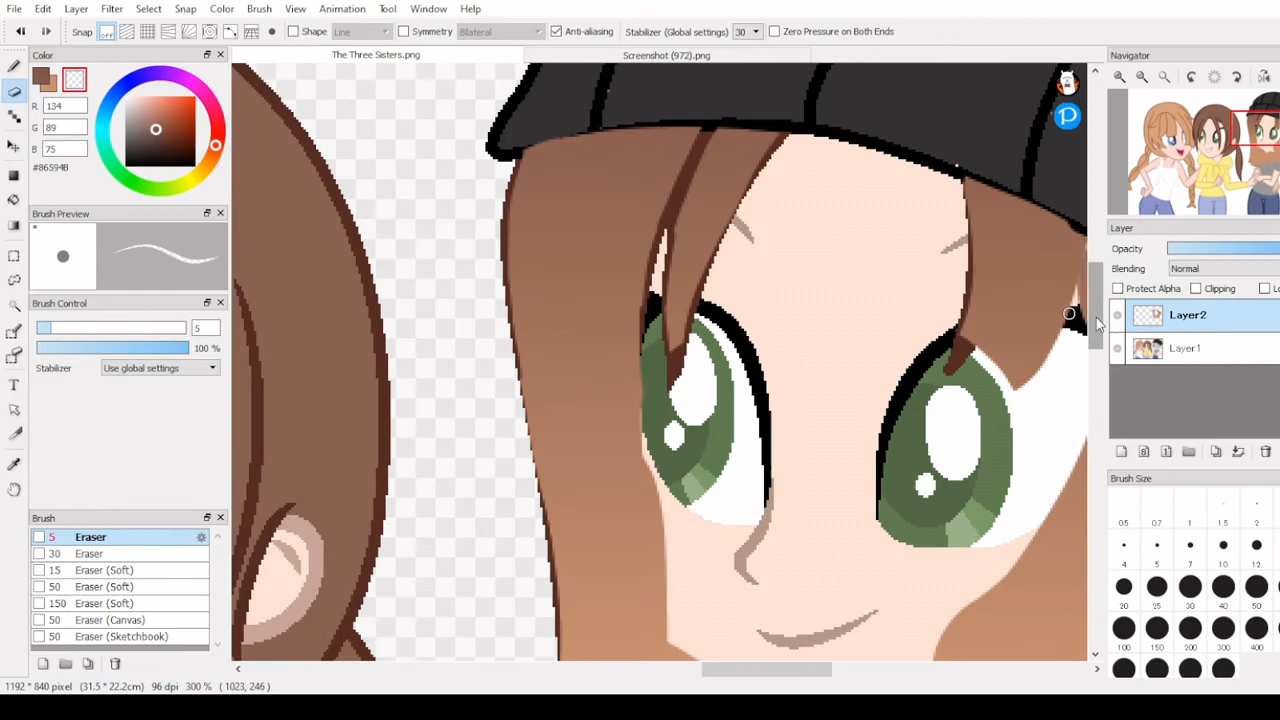 File Edit Layer Filter Select Snap Color Brush View Animation Tool Window Help
Snap off Shape Line Symmetry Bilateral Anti-aliasing Stabilizer (Global settings) 30 Zero Pressure on Both Ends
Color
The Three Sisters.png
Screenshot (972).png
Navigator
R 134
G 89
B 75
#86594B
Brush Preview
Brush Control
5
100 %
Stabilizer Use global settings
Brush
5 Eraser
30 Eraser
15 Eraser (Soft)
50 Eraser (Soft)
150 Eraser (Soft)
50 Eraser (Canvas)
50 Eraser (Sketchbook)
Layer
Opacity
Blending Normal
Protect Alpha Clipping
Layer2
Layer1
Brush Size
0.5 0.7 1 1.5 2
4 5 7 10 12
20 25 30 40 50
100 150 200 300
1192 * 840 pixel (31.5 * 22.2cm) 96 dpi 300 % ( 1023, 246 )